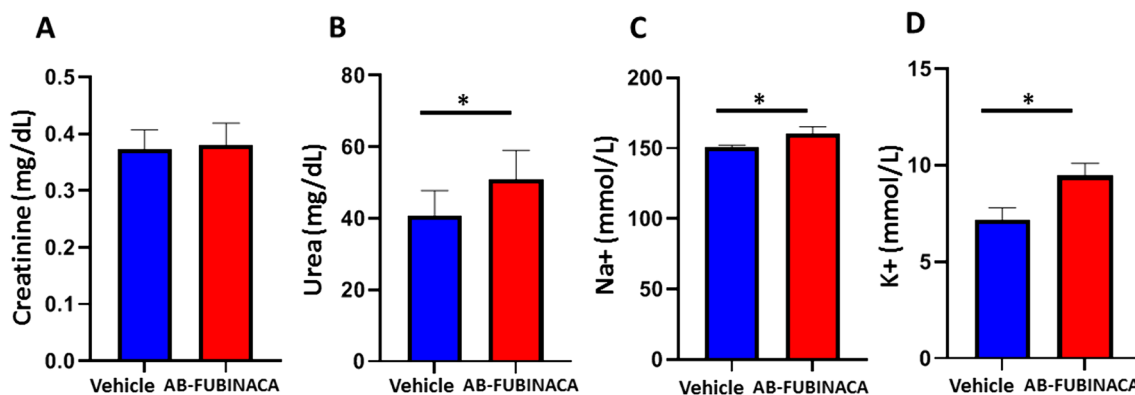 A
Creatinine (mg/dL)
0.5
0.4
0.3
0.2
0.1
0.0
Vehicle AB-FUBINACA
B
Urea (mg/dL)
80
60
40
20
0
*
Vehicle AB-FUBINACA
C
Na+ (mmol/L)
200
150
100
50
0
*
Vehicle AB-FUBINACA
D
K+ (mmol/L)
15
10
5
0
*
Vehicle AB-FUBINACA